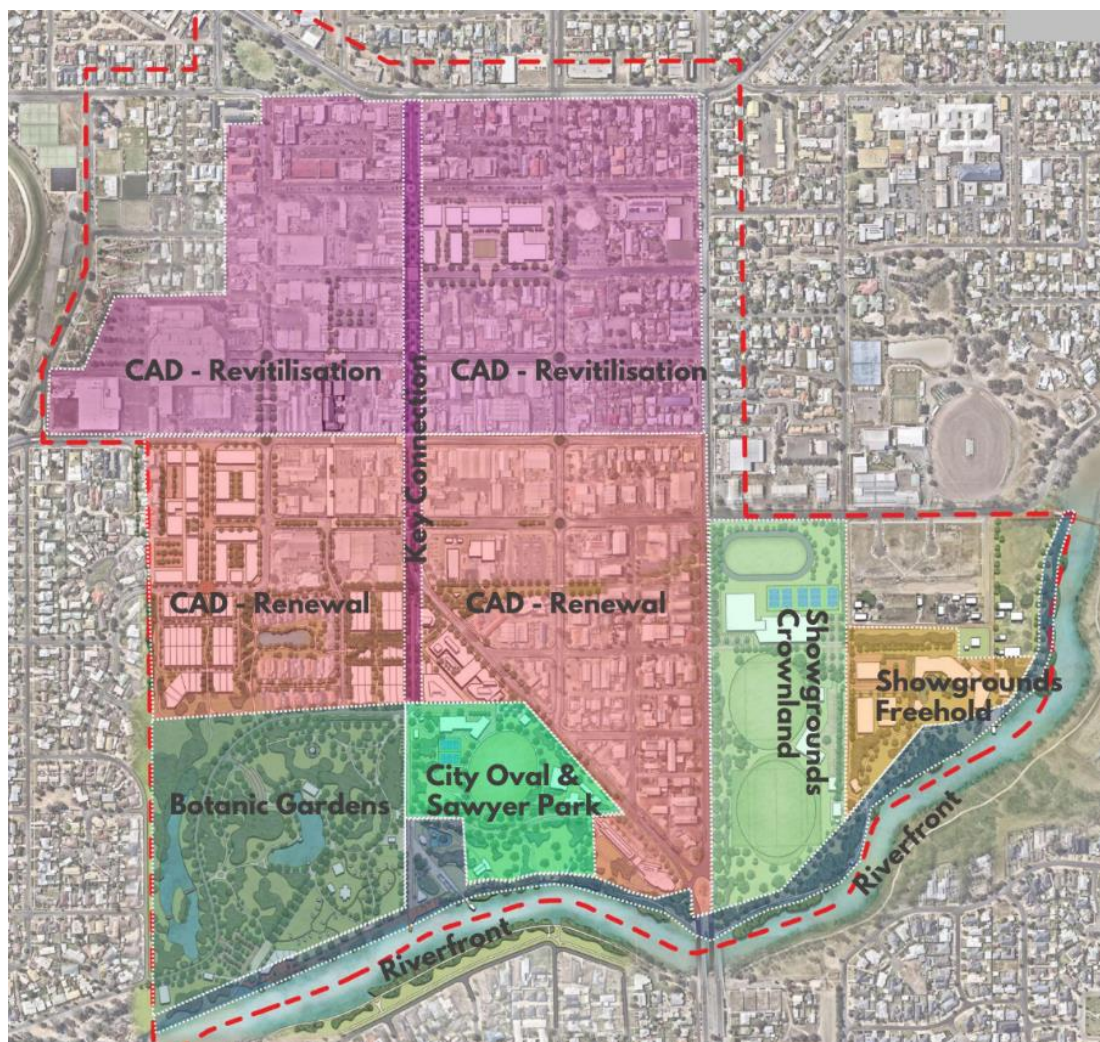 CAD - Revitilisation
CAD - Revitilisation
Key Connection
CAD - Renewal
CAD - Renewal
Showgrounds
Crownland
Showgrounds
Freehold
Botanic Gardens
City Oval &
Sawyer Park
Riverfront
Riverfront